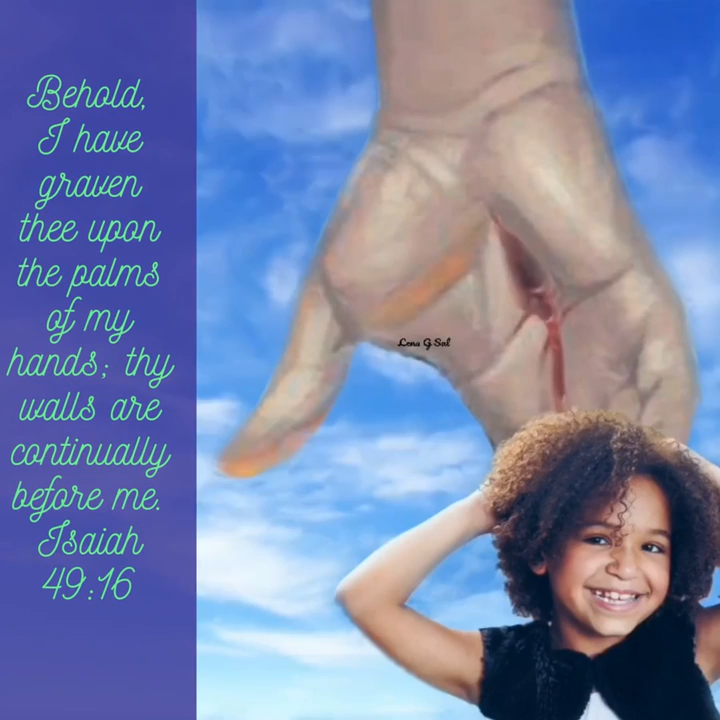 Behold,
I have
graven
thee upon
the palms
of my
hands; thy
walls are
continually
before me.
Isaiah
49:16
Lena G Sol